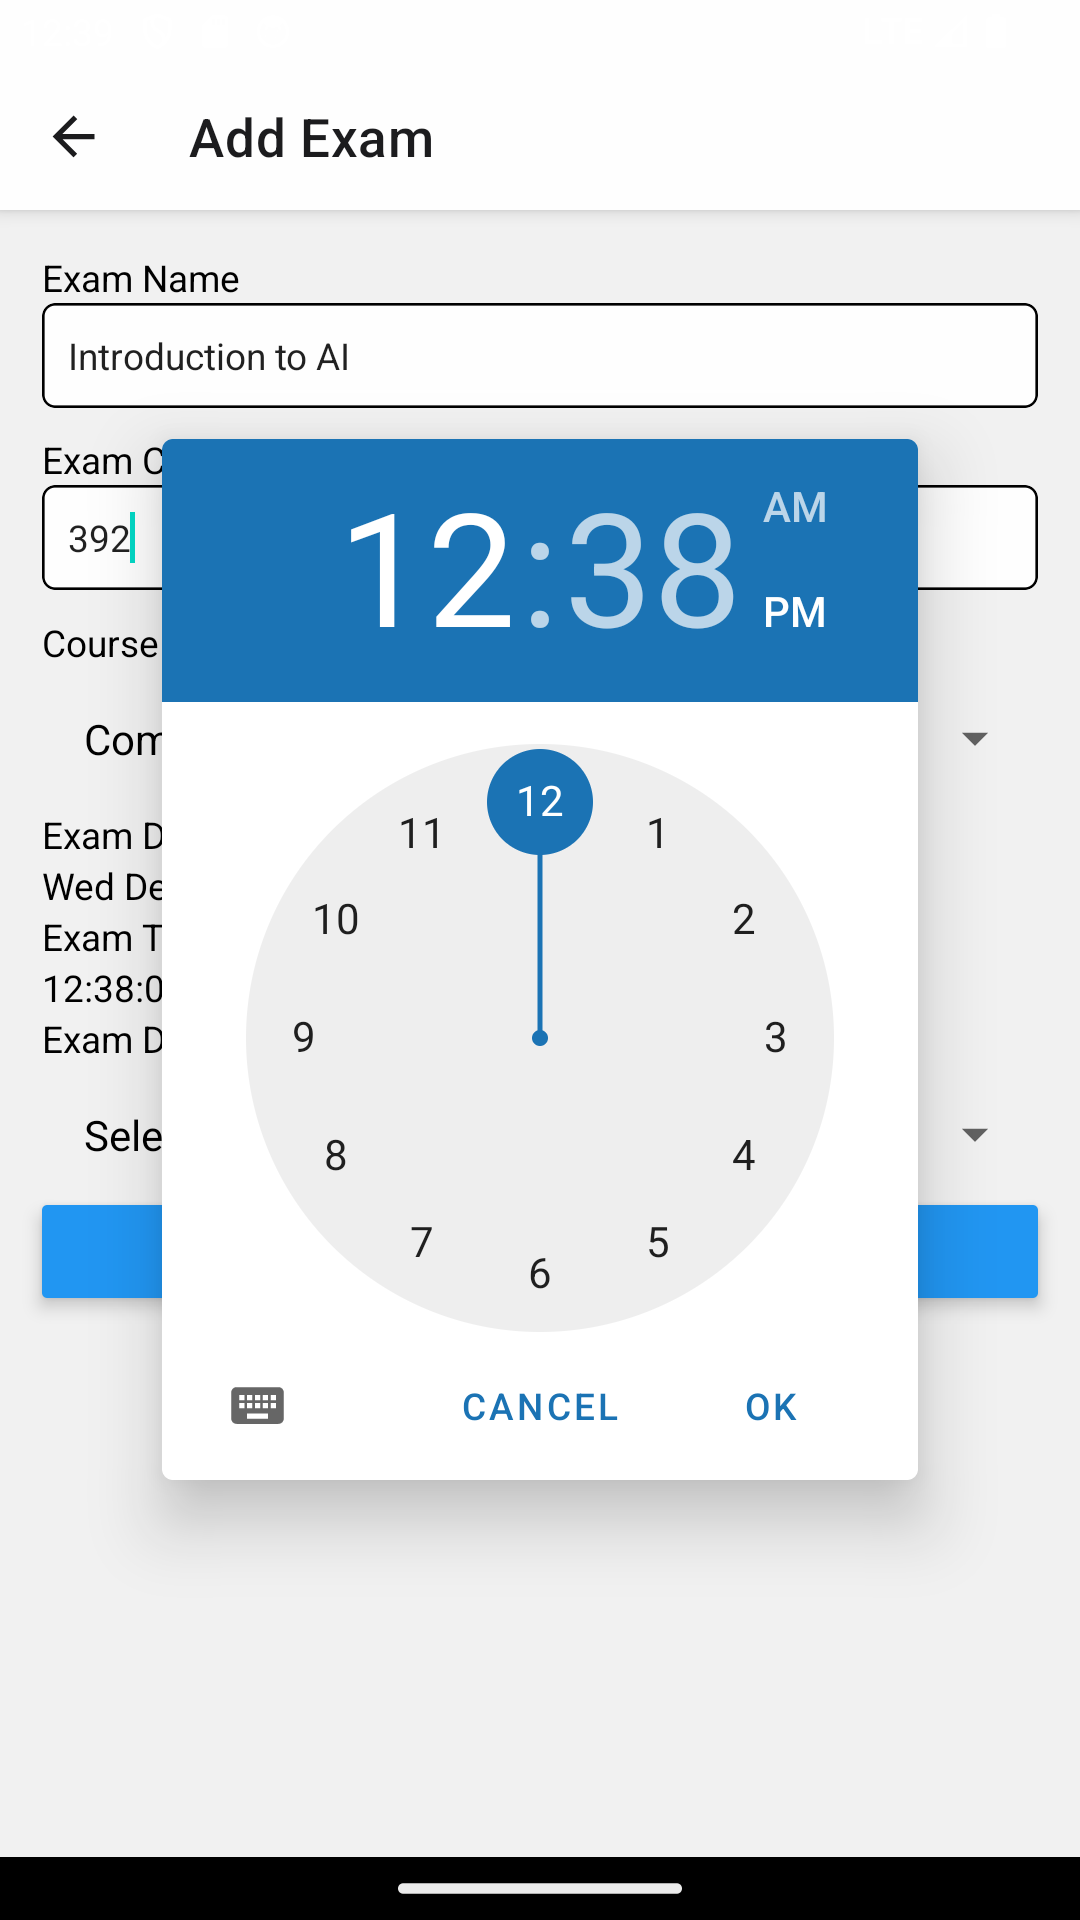 Add Exam
Exam Name
Introduction to AI
Exam C
392
Course
Com
Exam D
Wed De
Exam T
12:38:0
Exam D
Sele
12:38
AM
PM
12
1
2
3
4
5
6
7
8
9
10
11
CANCEL
OK